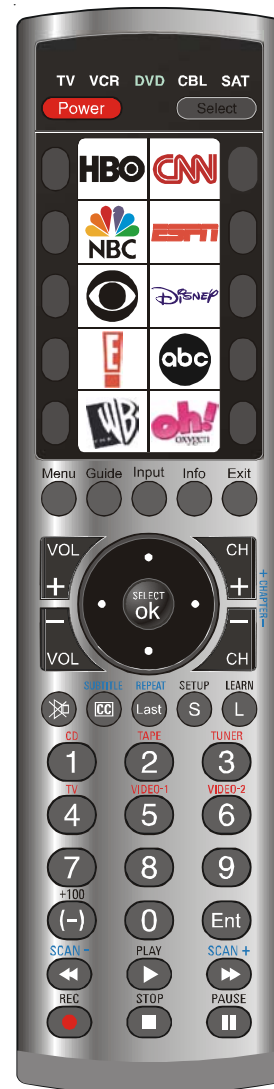 TV VCR DVD CBL SAT
Power Select
HBO CNN
NBC ESPN
Disney
E! abc
THE WB oh! oxygen
Menu Guide Input Info Exit
VOL CH
+ SELECT +
ok + CHAPTER −
− −
VOL CH
SUBTITLE REPEAT SETUP LEARN
CC Last S L
CD TAPE TUNER
1 2 3
TV VIDEO-1 VIDEO-2
4 5 6
7 8 9
+100
(–) 0 Ent
SCAN − PLAY SCAN +
REC STOP PAUSE